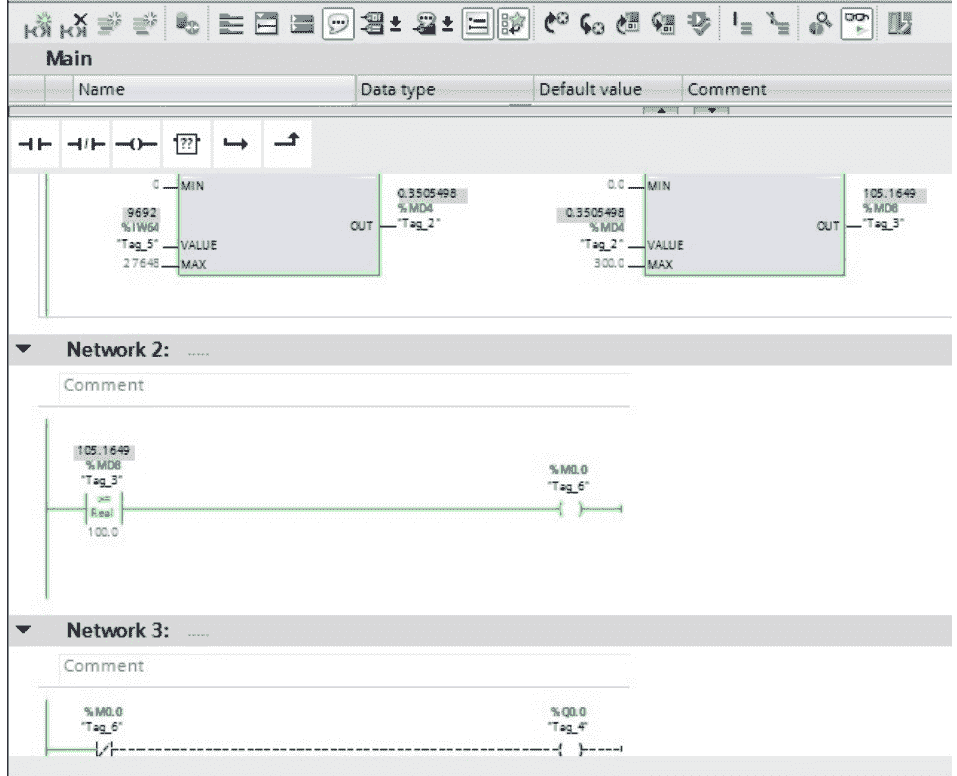 Main
Name Data type Default value Comment
??
0 MIN
9692
%IW64
"Tag_5" VALUE
27648 MAX
OUT
0.3505498
%MD4
"Tag_2"
0.0 MIN
0.3505498
%MD4
"Tag_2" VALUE
300.0 MAX
OUT
105.1649
%MD8
"Tag_3"
Network 2: .....
Comment
105.1649
%MD8
"Tag_3"
>=
Real
100.0
%M0.0
"Tag_6"
Network 3: .....
Comment
%M0.0
"Tag_6"
%Q0.0
"Tag_4"